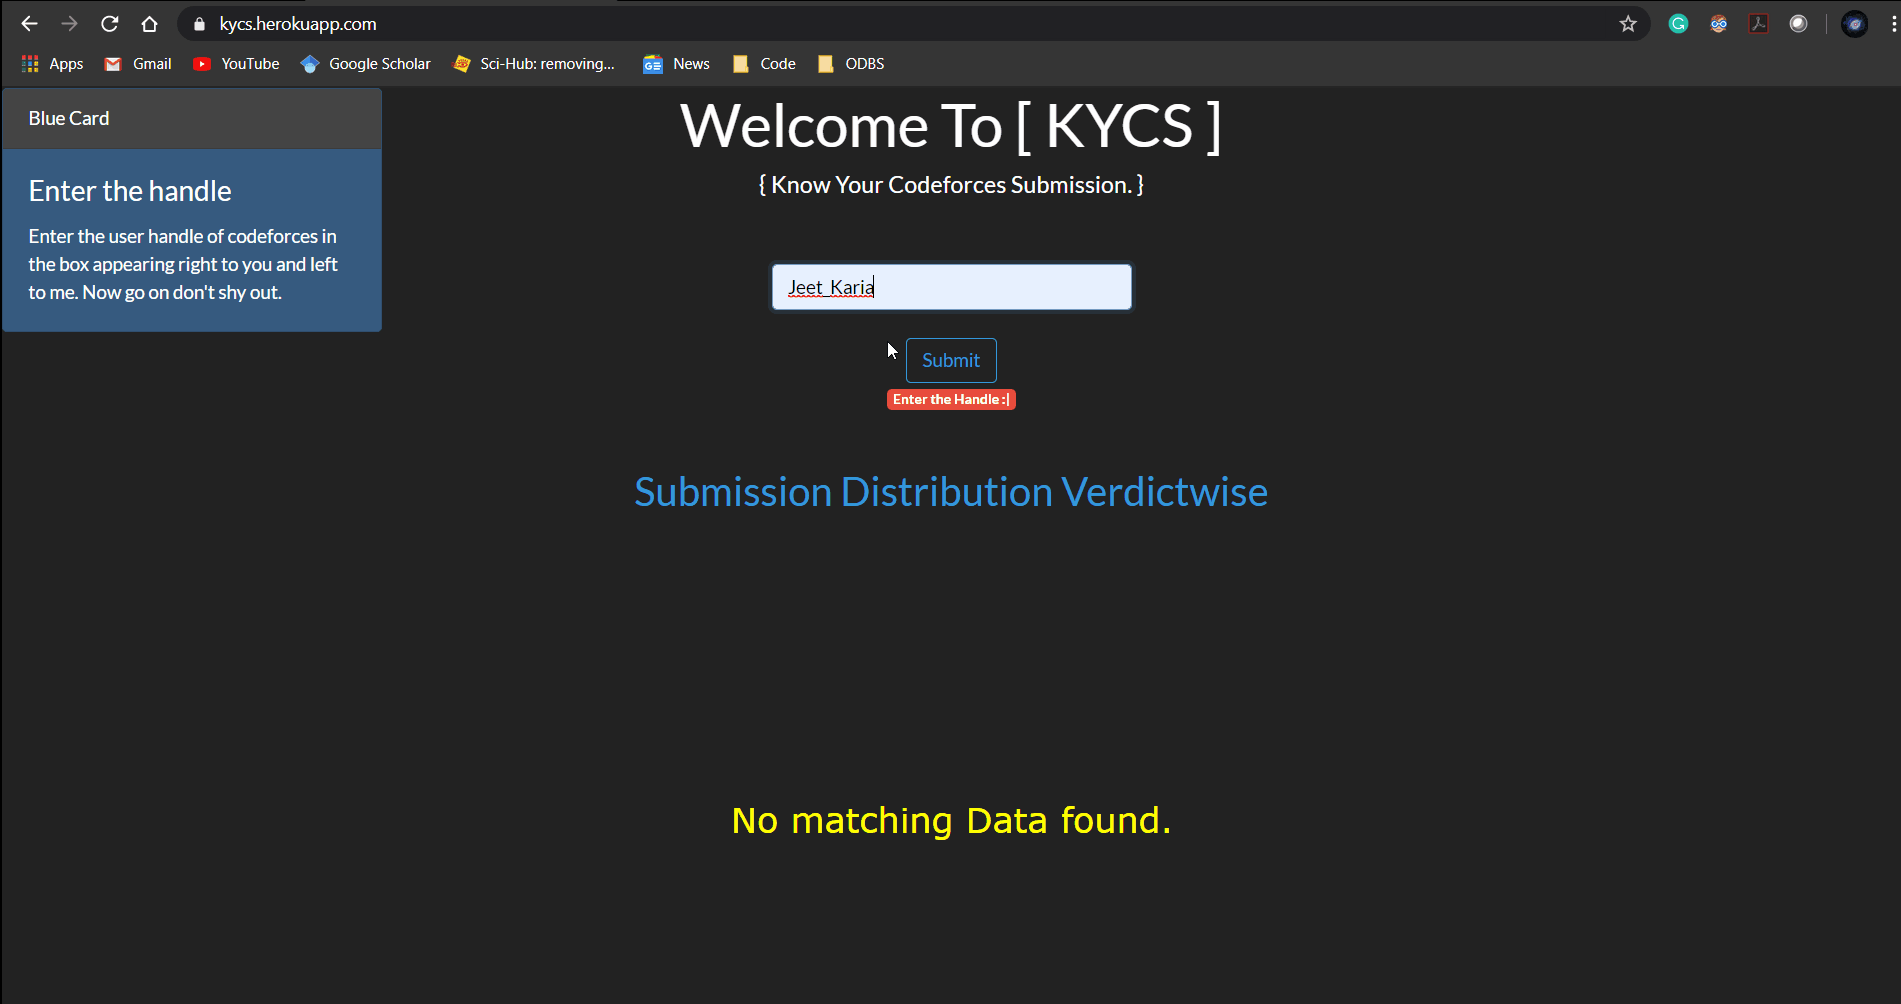 kycs.herokuapp.com
Apps Gmail YouTube Google Scholar Sci-Hub: removing... News Code ODBS
Blue Card
Enter the handle
Enter the user handle of codeforces in
the box appearing right to you and left
to me. Now go on don't shy out.
Welcome To [ KYCS ]
{ Know Your Codeforces Submission. }
Jeet_Karia
Submit
Enter the Handle :|
Submission Distribution Verdictwise
No matching Data found.